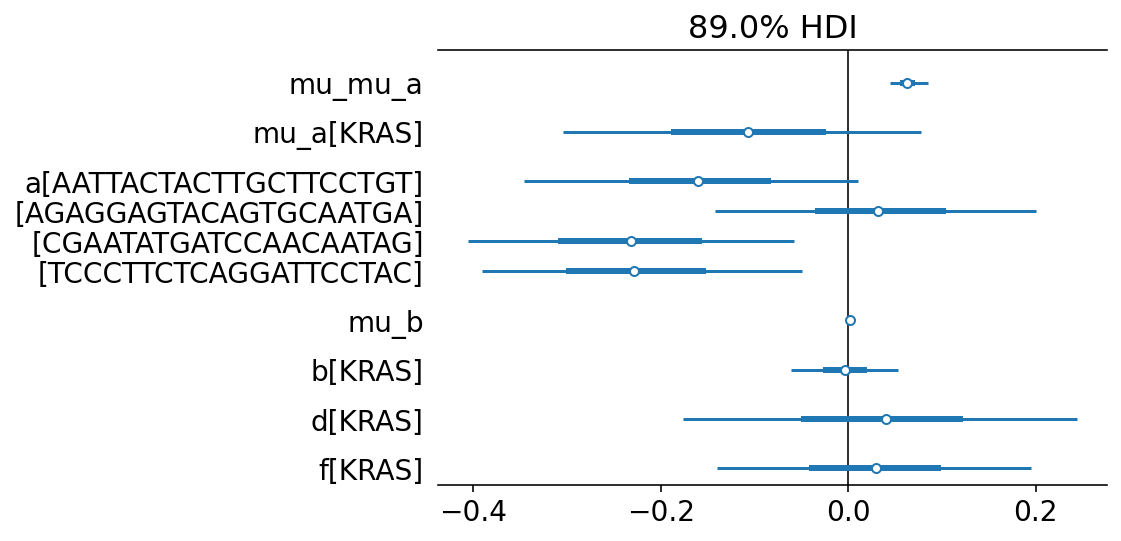 89.0% HDI
mu_mu_a
mu_a[KRAS]
a[AATTACTACTTGCTTCCTGT]
[AGAGGAGTACAGTGCAATGA]
[CGAATATGATCCAACAATAG]
[TCCCTTCTCAGGATTCCTAC]
mu_b
b[KRAS]
d[KRAS]
f[KRAS]
−0.4 −0.2 0.0 0.2